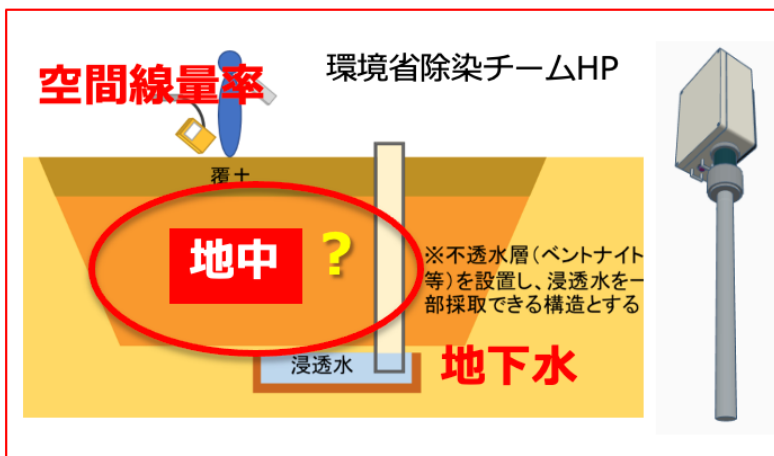 環境省除染チームHP
空間線量率
覆土
地中
?
※不透水層(ベントナイト
等)を設置し、浸透水を一
部採取できる構造とする
浸透水
地下水